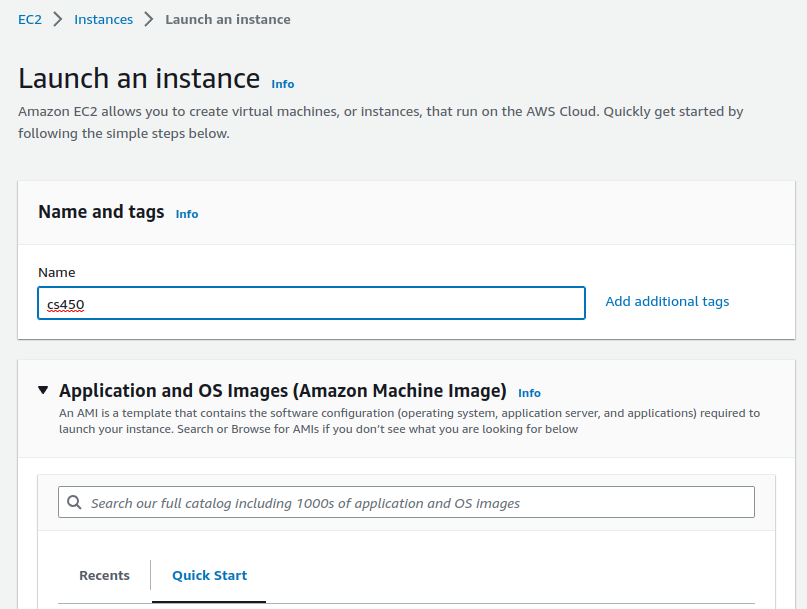 EC2 > Instances > Launch an instance
Launch an instance Info
Amazon EC2 allows you to create virtual machines, or instances, that run on the AWS Cloud. Quickly get started by
following the simple steps below.
Name and tags Info
Name
cs450
Add additional tags
Application and OS Images (Amazon Machine Image) Info
An AMI is a template that contains the software configuration (operating system, application server, and applications) required to
launch your instance. Search or Browse for AMIs if you don't see what you are looking for below
Search our full catalog including 1000s of application and OS images
Recents
Quick Start